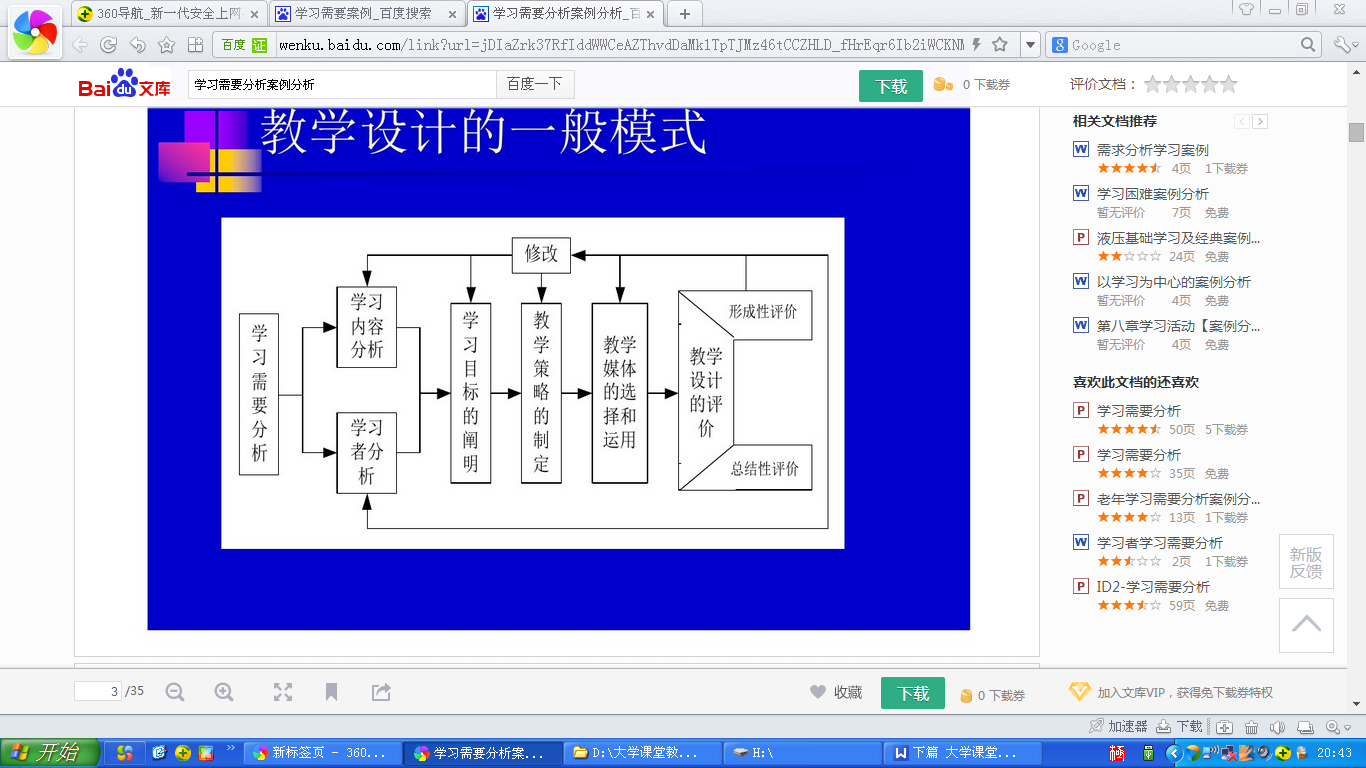 360导航_新一代安全上网
学习需要案例_百度搜索
学习需要分析案例分析_百
百度 证
wenku.baidu.com/link?url=jDIaZrk37RfIddWWCeAZThvdDaMk1TpTJMz46tCCZHLD_fHrEqr6Ib2iWCKNM
Google
Bai du 文库
学习需要分析案例分析
百度一下
下载
0 下载券
评价文档：
教学设计的一般模式
修改
学习需要分析
学习
内容
分析
学习
者分
析
学习目标的阐明
教学策略的制定
教学
媒体
的选
择和
运用
教学
设计
的评
价
形成性评价
总结性评价
相关文档推荐
需求分析学习案例
4页 1下载券
学习困难案例分析
暂无评价 7页 免费
液压基础学习及经典案例...
24页 免费
以学习为中心的案例分析
暂无评价 4页 免费
第八章学习活动【案例分...
暂无评价 4页 免费
喜欢此文档的还喜欢
学习需要分析
50页 5下载券
学习需要分析
35页 免费
老年学习需要分析案例分...
13页 1下载券
学习者学习需要分析
2页 1下载券
ID2-学习需要分析
59页 免费
新版
反馈
3 /35
收藏
下载
0 下载券
加入文库VIP，获得免下载券特权
加速器
下载
开始
新标签页 - 360...
学习需要分析案...
D:\大学课堂教...
H:\
下篇 大学课堂...
20:43